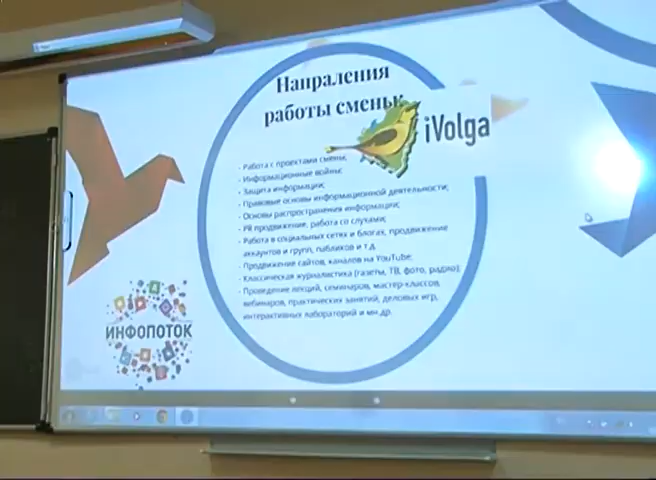 Напраления
работы смены:
iVolga
- Работа с проектами смены;
- Информационные войны;
- Защита информации;
- Правовые основы информационной деятельности;
- Основы распространения информации;
- PR продвижение, работа со слухами;
- Работа в социальных сетях и блогах, продвижение
аккаунтов и групп, пабликов и т.д.
- Продвижение сайтов, каналов на YouTube;
- Классическая журналистика (газеты, ТВ, фото, радио);
- Проведение лекций, семинаров, мастер-классов,
вебинаров, практических занятий, деловых игр,
интерактивных лабораторий и мн.др.
ИНФОПОТОК